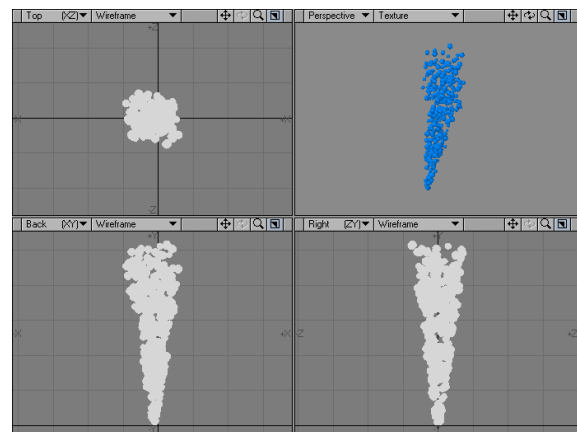 Top (XZ) Wireframe
Perspective Texture
+Z
-X +X
-Z
Back (XY) Wireframe
Right (ZY) Wireframe
+Y +Y
-X +X -Z +Z
-Y